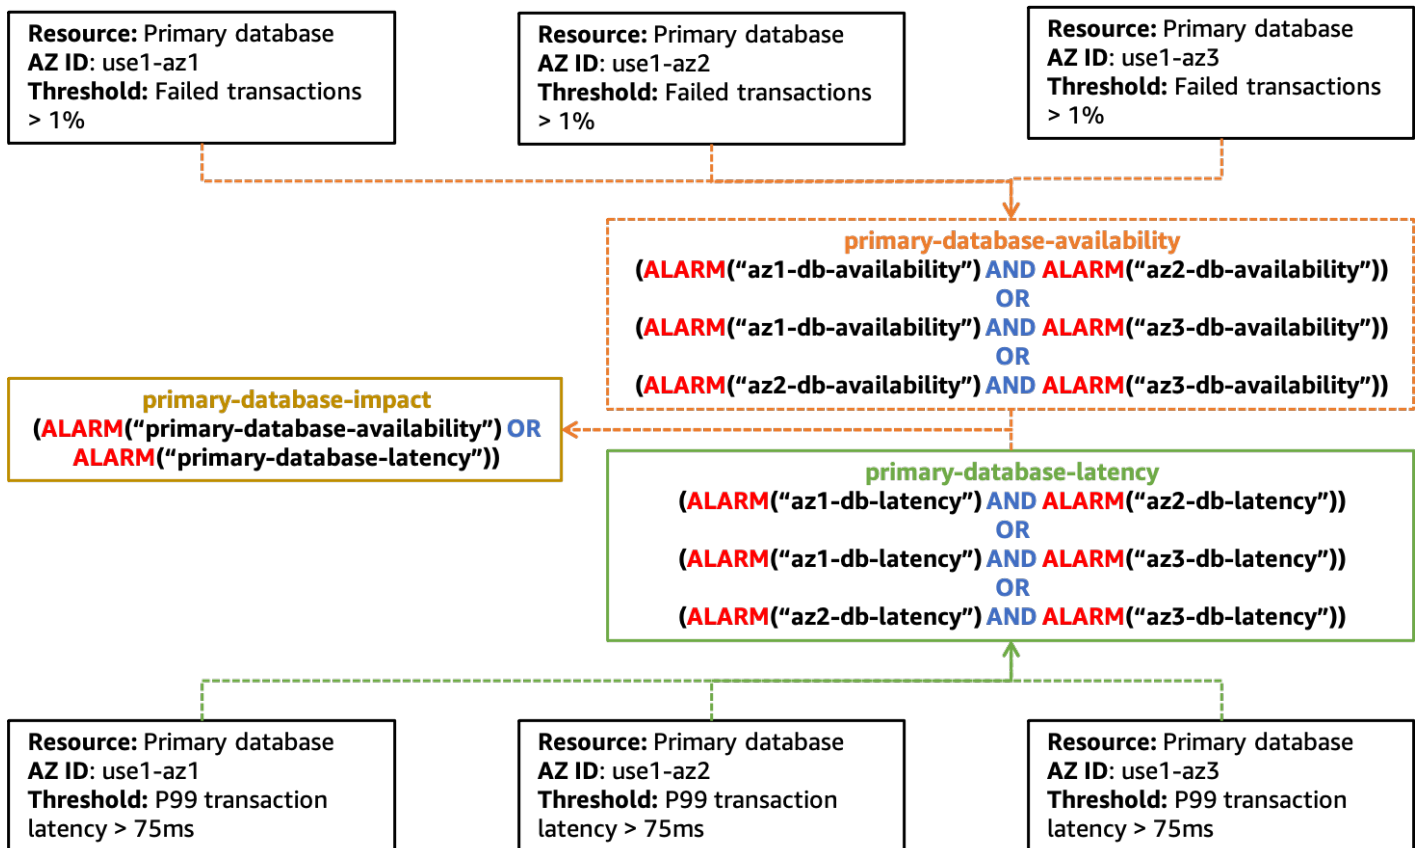 Resource: Primary database
AZ ID: use1-az1
Threshold: Failed transactions
> 1%
Resource: Primary database
AZ ID: use1-az2
Threshold: Failed transactions
> 1%
Resource: Primary database
AZ ID: use1-az3
Threshold: Failed transactions
> 1%
primary-database-availability
(ALARM(“az1-db-availability”) AND ALARM(“az2-db-availability”))
OR
(ALARM(“az1-db-availability”) AND ALARM(“az3-db-availability”))
OR
(ALARM(“az2-db-availability”) AND ALARM(“az3-db-availability”))
primary-database-impact
(ALARM(“primary-database-availability”) OR
ALARM(“primary-database-latency”))
primary-database-latency
(ALARM(“az1-db-latency”) AND ALARM(“az2-db-latency”))
OR
(ALARM(“az1-db-latency”) AND ALARM(“az3-db-latency”))
OR
(ALARM(“az2-db-latency”) AND ALARM(“az3-db-latency”))
Resource: Primary database
AZ ID: use1-az1
Threshold: P99 transaction
latency > 75ms
Resource: Primary database
AZ ID: use1-az2
Threshold: P99 transaction
latency > 75ms
Resource: Primary database
AZ ID: use1-az3
Threshold: P99 transaction
latency > 75ms